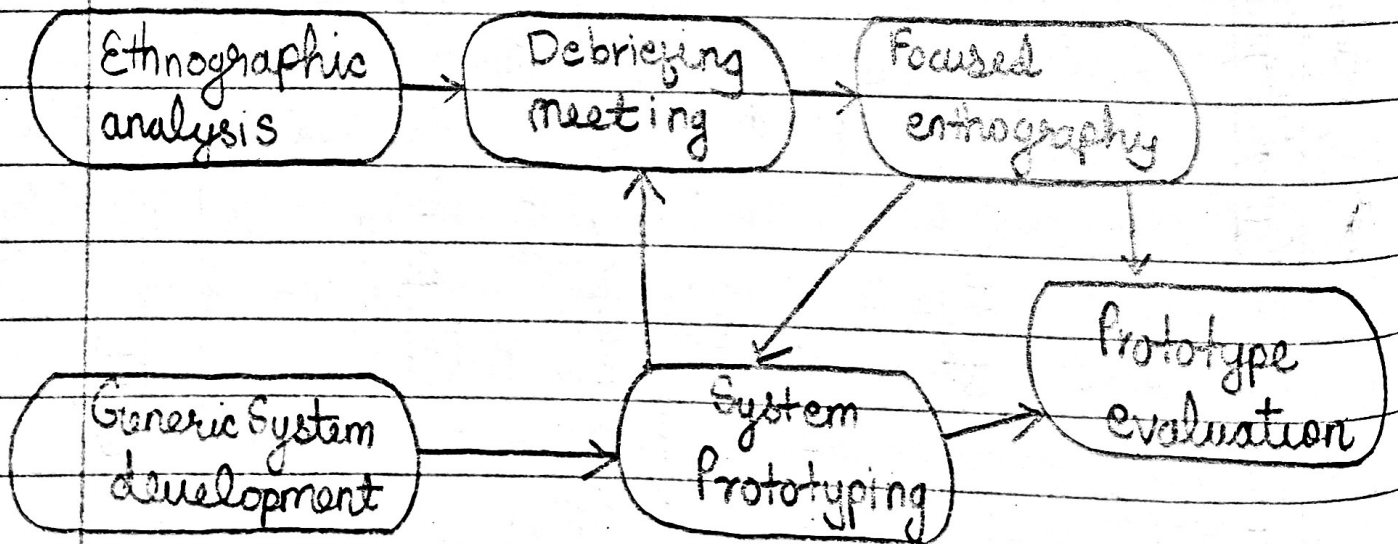 Ethnographic
analysis
Debriefing
meeting
Focused
enthography
Prototype
evaluation
Generic System
development
System
Prototyping